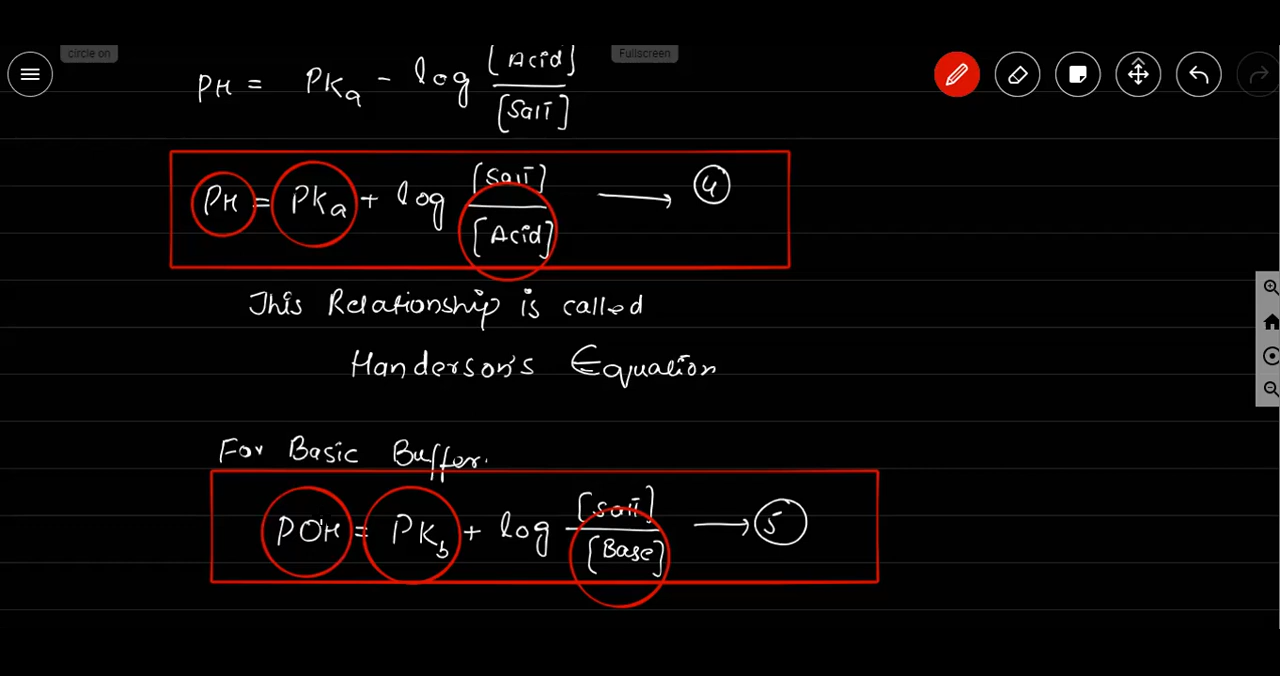 circle on
Fullscreen
PH = PKa - log [Acid]/[Salt]
PH = PKa + log [Salt]/[Acid] → 4
This Relationship is called
Handerson's Equation
For Basic Buffer.
POH = PKb + log [Salt]/[Base] → 5